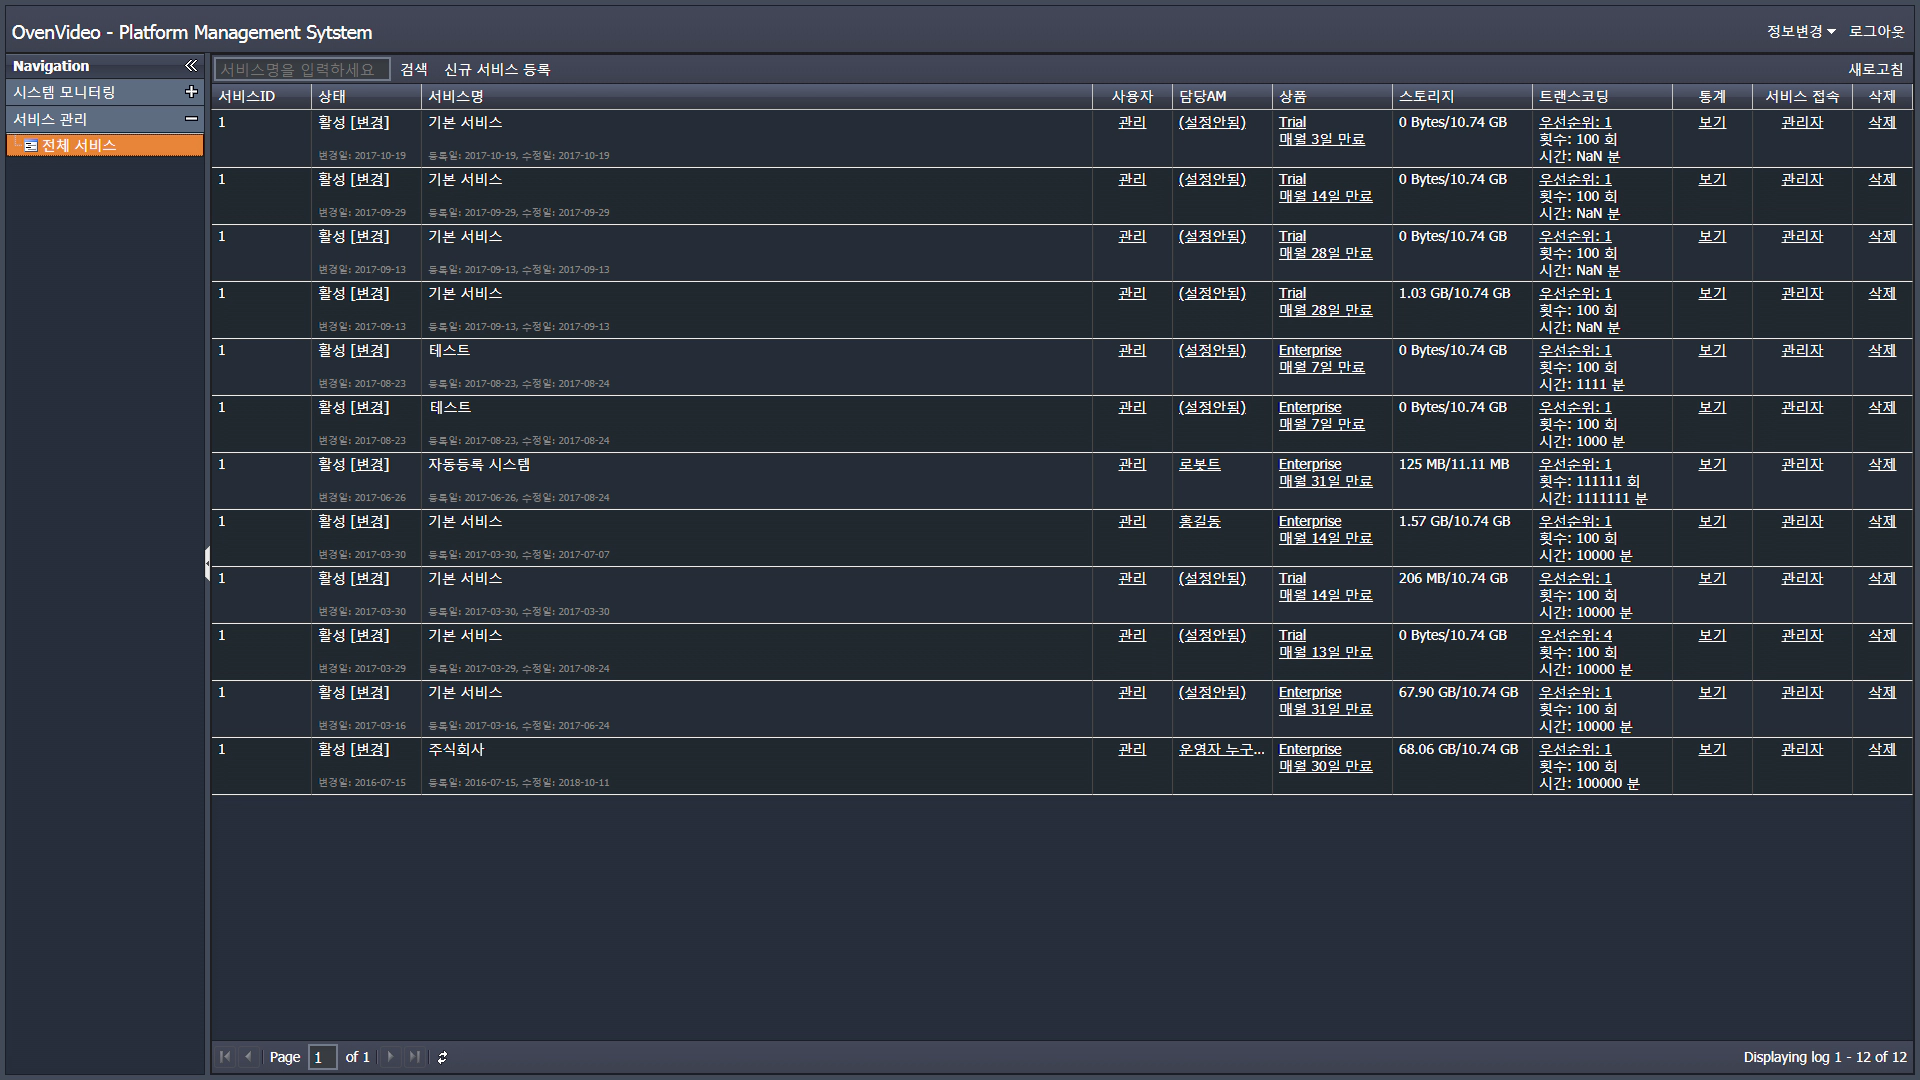 OvenVideo - Platform Management Sytstem
정보변경 로그아웃
Navigation
시스템 모니터링
서비스 관리
전체 서비스
서비스명을 입력하세요 검색 신규 서비스 등록 새로고침
서비스ID 상태 서비스명 사용자 담당AM 상품 스토리지 트랜스코딩 통계 서비스 접속 삭제
1 활성 [변경] 기본 서비스 관리 (설정안됨) Trial 0 Bytes/10.74 GB 우선순위: 1 보기 관리자 삭제
매월 3일 만료 횟수: 100 회
변경일: 2017-10-19 등록일: 2017-10-19, 수정일: 2017-10-19 시간: NaN 분
1 활성 [변경] 기본 서비스 관리 (설정안됨) Trial 0 Bytes/10.74 GB 우선순위: 1 보기 관리자 삭제
매월 14일 만료 횟수: 100 회
변경일: 2017-09-29 등록일: 2017-09-29, 수정일: 2017-09-29 시간: NaN 분
1 활성 [변경] 기본 서비스 관리 (설정안됨) Trial 0 Bytes/10.74 GB 우선순위: 1 보기 관리자 삭제
매월 28일 만료 횟수: 100 회
변경일: 2017-09-13 등록일: 2017-09-13, 수정일: 2017-09-13 시간: NaN 분
1 활성 [변경] 기본 서비스 관리 (설정안됨) Trial 1.03 GB/10.74 GB 우선순위: 1 보기 관리자 삭제
매월 28일 만료 횟수: 100 회
변경일: 2017-09-13 등록일: 2017-09-13, 수정일: 2017-09-13 시간: NaN 분
1 활성 [변경] 테스트 관리 (설정안됨) Enterprise 0 Bytes/10.74 GB 우선순위: 1 보기 관리자 삭제
매월 7일 만료 횟수: 100 회
변경일: 2017-08-23 등록일: 2017-08-23, 수정일: 2017-08-24 시간: 1111 분
1 활성 [변경] 테스트 관리 (설정안됨) Enterprise 0 Bytes/10.74 GB 우선순위: 1 보기 관리자 삭제
매월 7일 만료 횟수: 100 회
변경일: 2017-08-23 등록일: 2017-08-23, 수정일: 2017-08-24 시간: 1000 분
1 활성 [변경] 자동등록 시스템 관리 로봇트 Enterprise 125 MB/11.11 MB 우선순위: 1 보기 관리자 삭제
매월 31일 만료 횟수: 111111 회
변경일: 2017-06-26 등록일: 2017-06-26, 수정일: 2017-08-24 시간: 1111111 분
1 활성 [변경] 기본 서비스 관리 홍길동 Enterprise 1.57 GB/10.74 GB 우선순위: 1 보기 관리자 삭제
매월 14일 만료 횟수: 100 회
변경일: 2017-03-30 등록일: 2017-03-30, 수정일: 2017-07-07 시간: 10000 분
1 활성 [변경] 기본 서비스 관리 (설정안됨) Trial 206 MB/10.74 GB 우선순위: 1 보기 관리자 삭제
매월 14일 만료 횟수: 100 회
변경일: 2017-03-30 등록일: 2017-03-30, 수정일: 2017-03-30 시간: 10000 분
1 활성 [변경] 기본 서비스 관리 (설정안됨) Trial 0 Bytes/10.74 GB 우선순위: 4 보기 관리자 삭제
매월 13일 만료 횟수: 100 회
변경일: 2017-03-29 등록일: 2017-03-29, 수정일: 2017-08-24 시간: 10000 분
1 활성 [변경] 기본 서비스 관리 (설정안됨) Enterprise 67.90 GB/10.74 GB 우선순위: 1 보기 관리자 삭제
매월 31일 만료 횟수: 100 회
변경일: 2017-03-16 등록일: 2017-03-16, 수정일: 2017-06-24 시간: 10000 분
1 활성 [변경] 주식회사 관리 운영자 누구... Enterprise 68.06 GB/10.74 GB 우선순위: 1 보기 관리자 삭제
매월 30일 만료 횟수: 100 회
변경일: 2016-07-15 등록일: 2016-07-15, 수정일: 2018-10-11 시간: 100000 분
Page 1 of 1 Displaying log 1 - 12 of 12